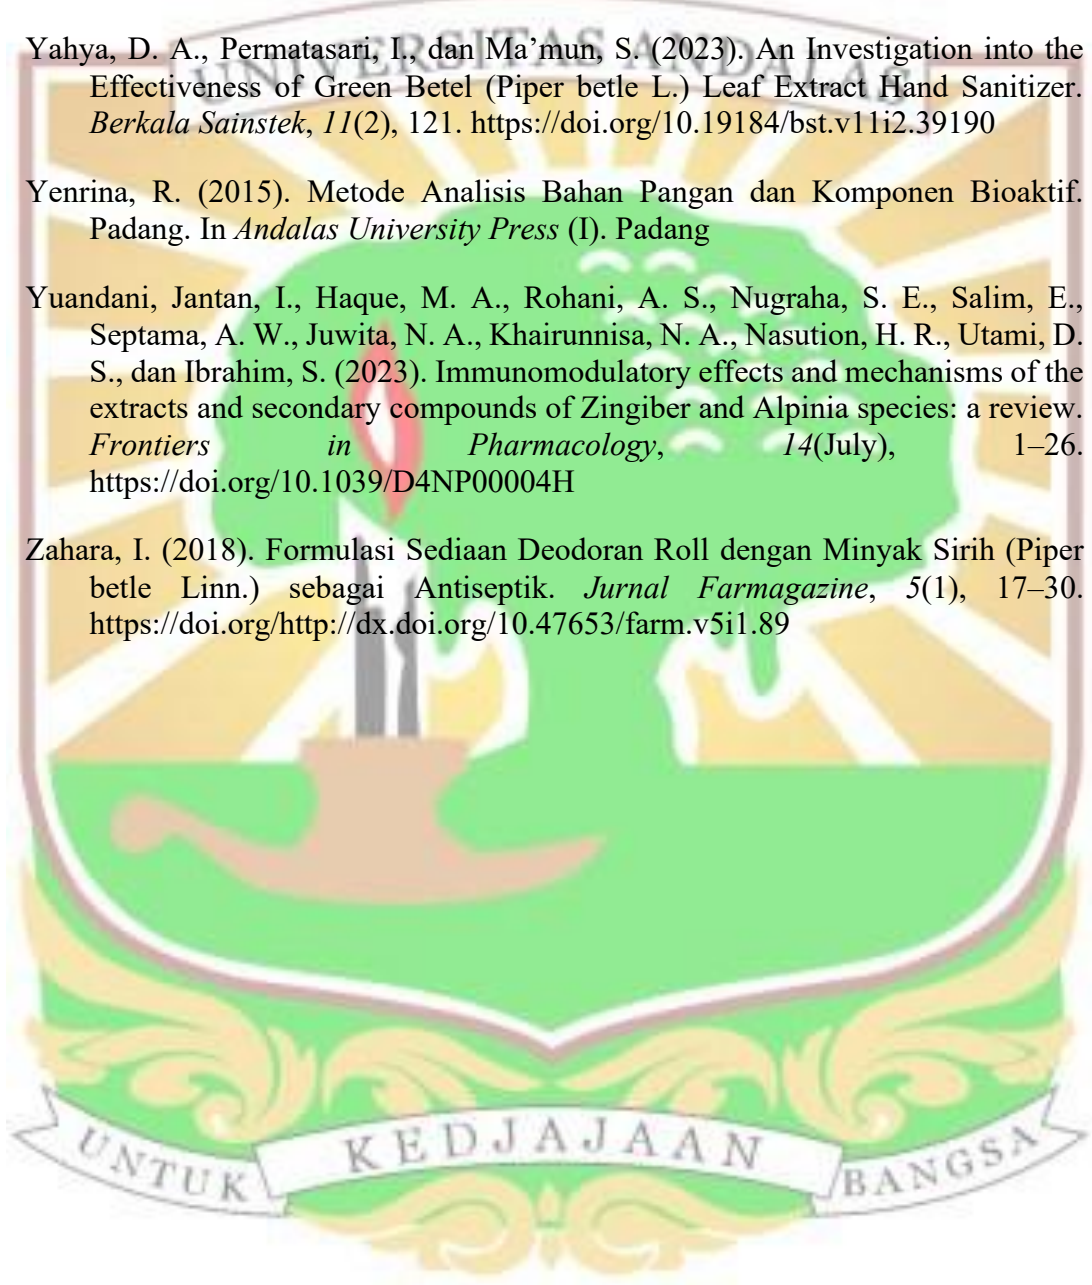 UNIVERSITAS ANDALAS
Yahya, D. A., Permatasari, I., dan Ma’mun, S. (2023). An Investigation into the
Effectiveness of Green Betel (Piper betle L.) Leaf Extract Hand Sanitizer.
Berkala Sainstek, 11(2), 121. https://doi.org/10.19184/bst.v11i2.39190
Yenrina, R. (2015). Metode Analisis Bahan Pangan dan Komponen Bioaktif.
Padang. In Andalas University Press (I). Padang
Yuandani, Jantan, I., Haque, M. A., Rohani, A. S., Nugraha, S. E., Salim, E.,
Septama, A. W., Juwita, N. A., Khairunnisa, N. A., Nasution, H. R., Utami, D.
S., dan Ibrahim, S. (2023). Immunomodulatory effects and mechanisms of the
extracts and secondary compounds of Zingiber and Alpinia species: a review.
Frontiers in Pharmacology, 14(July), 1–26.
https://doi.org/10.1039/D4NP00004H
Zahara, I. (2018). Formulasi Sediaan Deodoran Roll dengan Minyak Sirih (Piper
betle Linn.) sebagai Antiseptik. Jurnal Farmagazine, 5(1), 17–30.
https://doi.org/http://dx.doi.org/10.47653/farm.v5i1.89
UNTUK KEDJAJAAN BANGSA